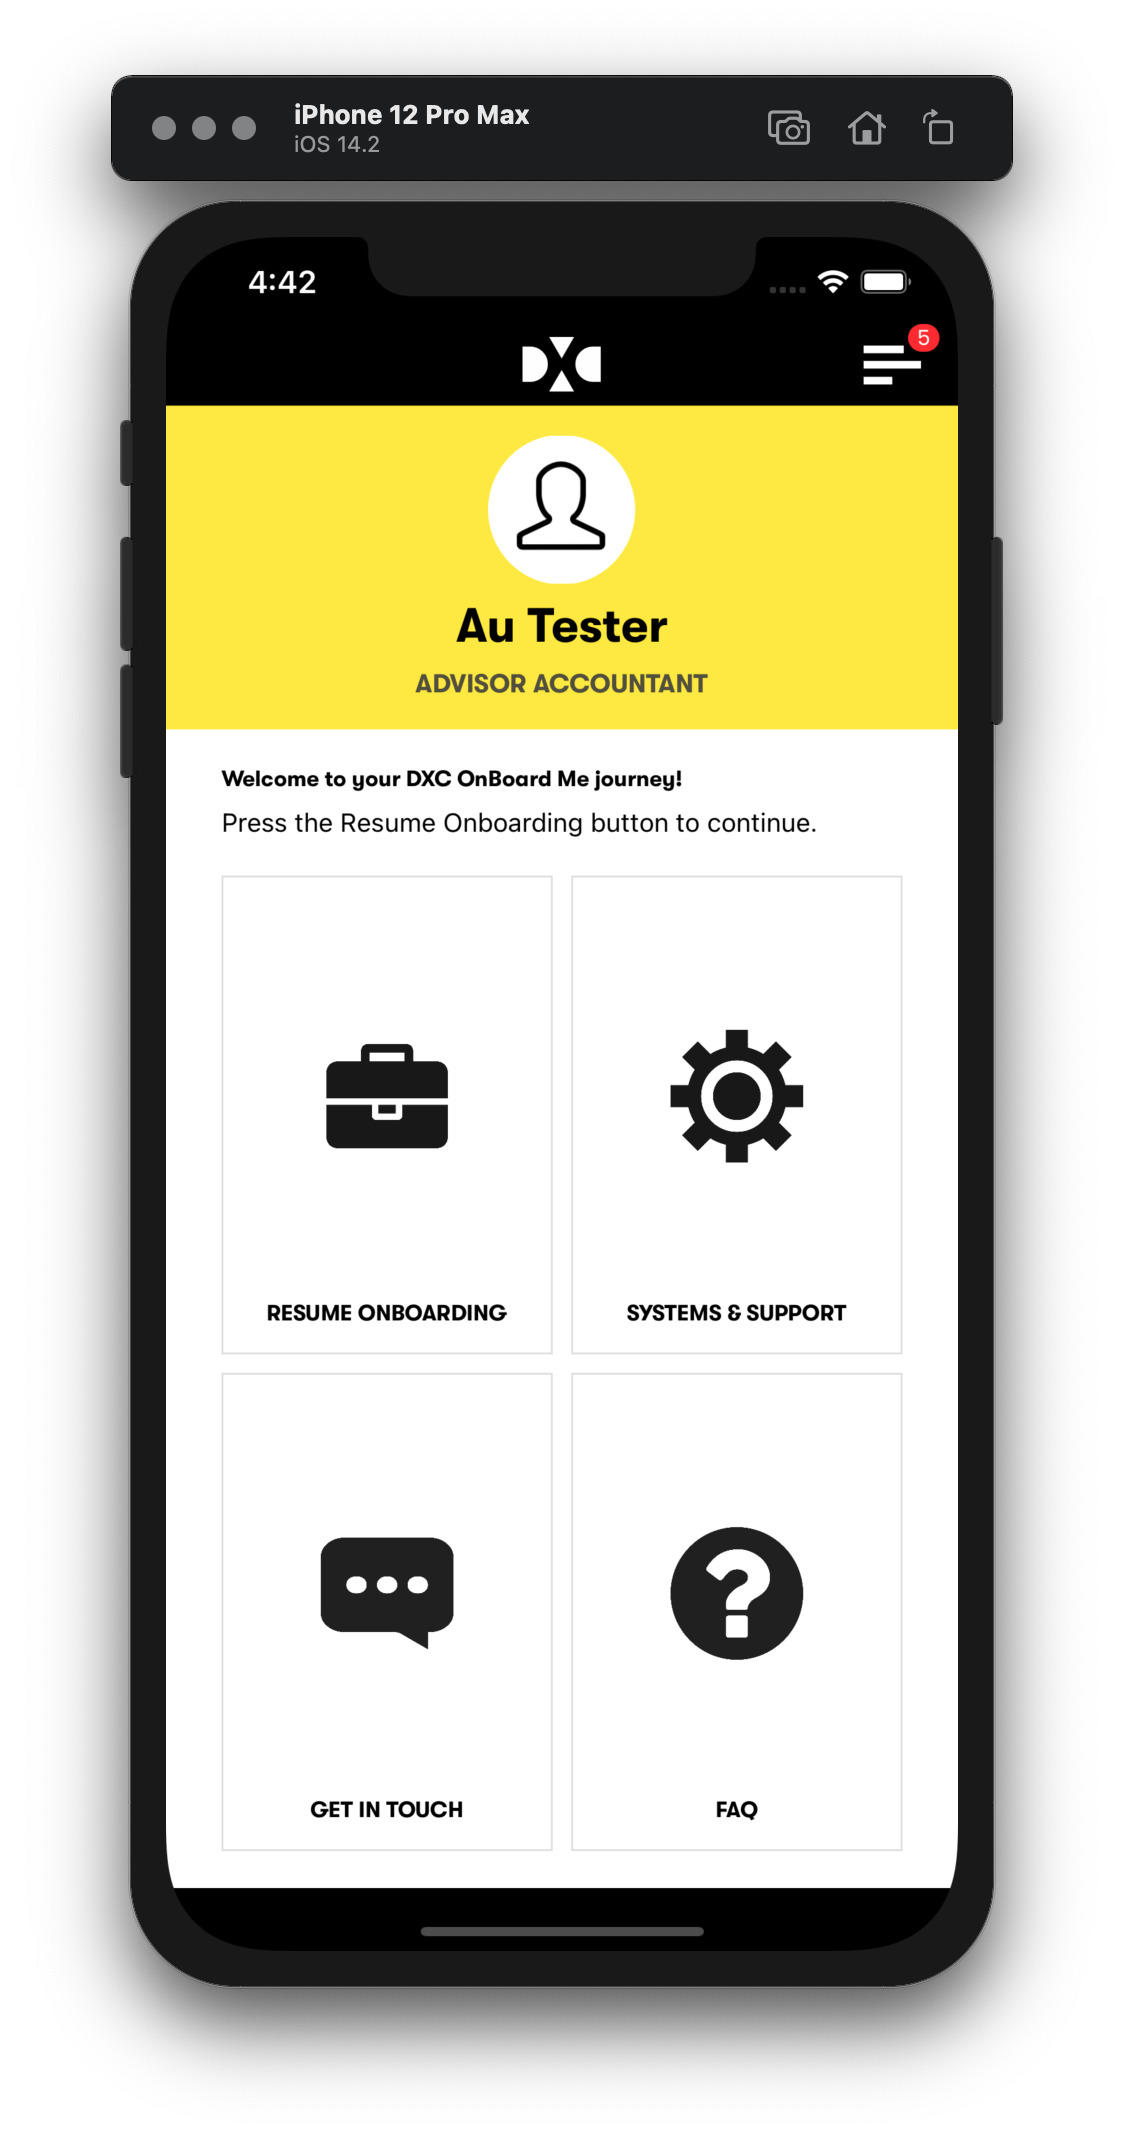 iPhone 12 Pro Max
iOS 14.2
4:42
DXC
5
Au Tester
ADVISOR ACCOUNTANT
Welcome to your DXC OnBoard Me journey!
Press the Resume Onboarding button to continue.
RESUME ONBOARDING
SYSTEMS & SUPPORT
GET IN TOUCH
FAQ